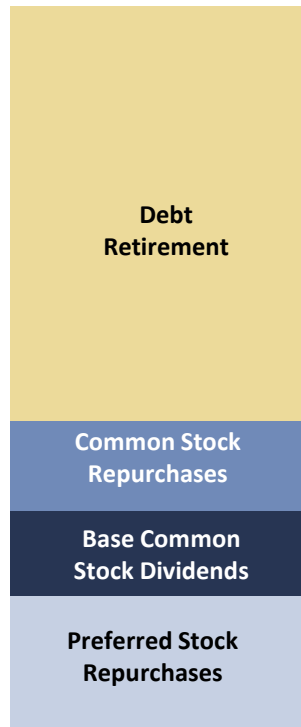 Debt
Retirement
Common Stock
Repurchases
Base Common
Stock Dividends
Preferred Stock
Repurchases